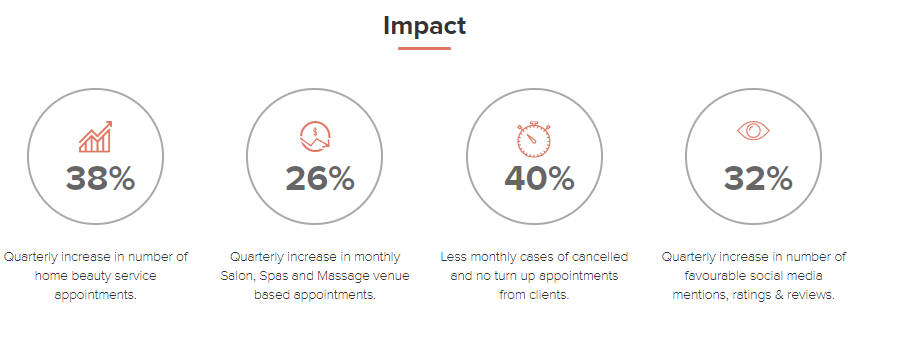 Impact
$
38%
26%
40%
32%
Quarterly increase in number of
home beauty service
appointments.
Quarterly increase in monthly
Salon, Spas and Massage venue
based appointments.
Less monthly cases of cancelled
and no turn up appointments
from clients.
Quarterly increase in number of
favourable social media
mentions, ratings & reviews.